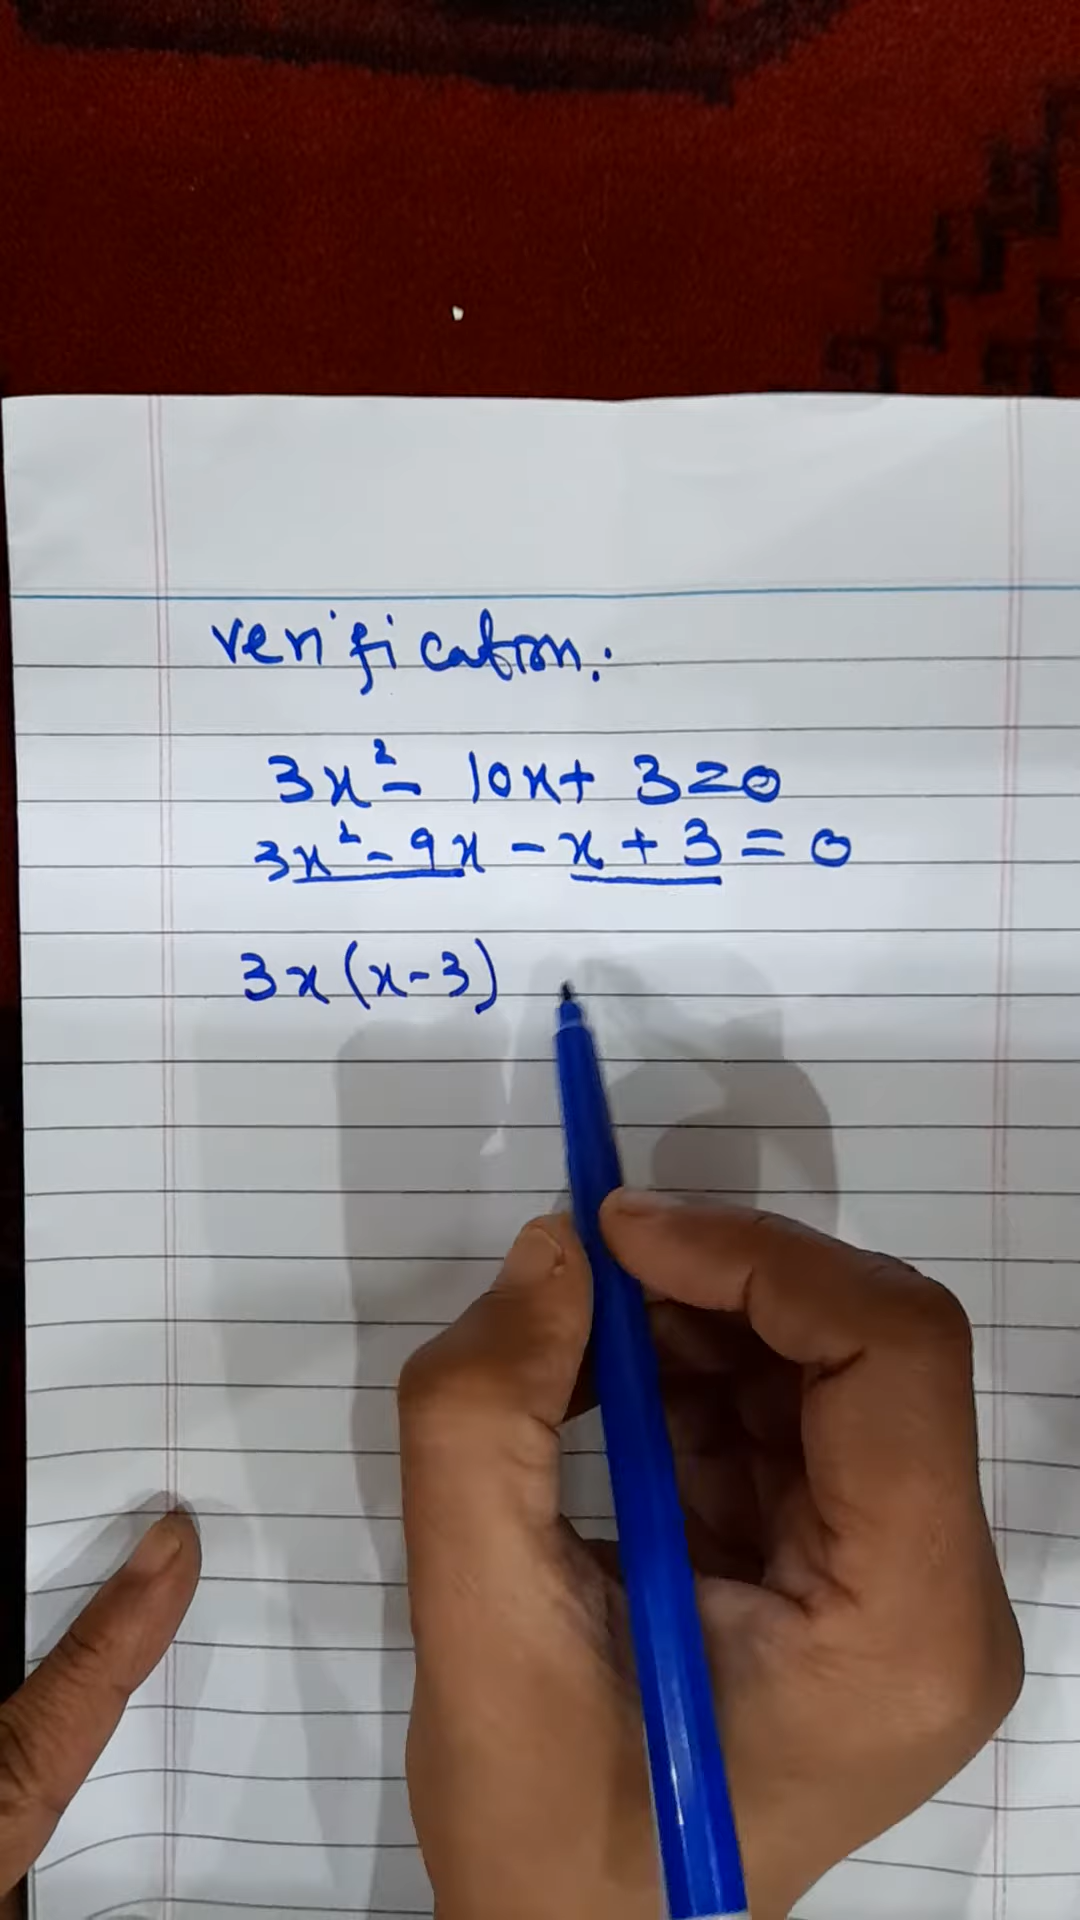 verification:
3x² - 10x + 3 = 0
3x² - 9x - x + 3 = 0
3x (x - 3)